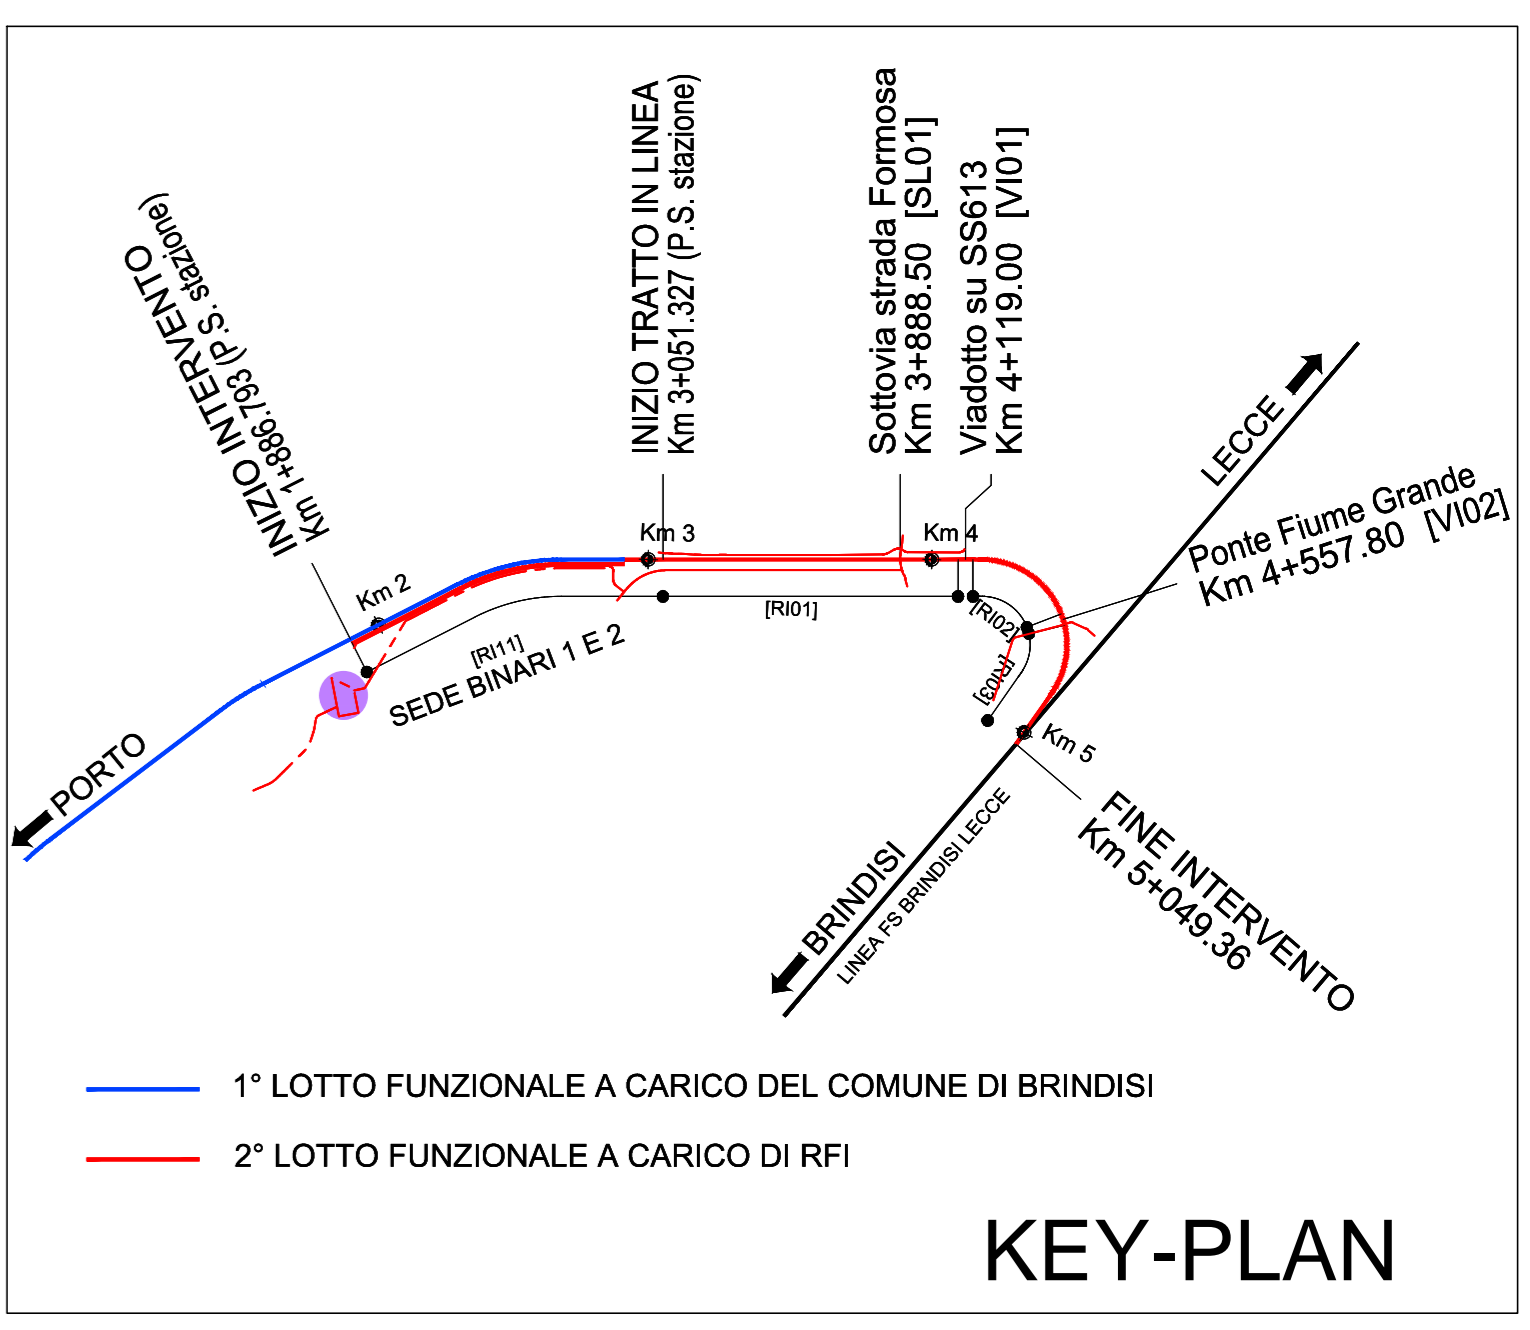 INIZIO INTERVENTO
Km 1+886.793 (P.S. stazione)
INIZIO TRATTO IN LINEA
Km 3+051.327 (P.S. stazione)
Sottovia strada Formosa
Km 3+888.50 [SL01]
Viadotto su SS613
Km 4+119.00 [VI01]
LECCE
Ponte Fiume Grande
Km 4+557.80 [VI02]
Km 2
Km 3
Km 4
[RI11]
SEDE BINARI 1 E 2
[RI01]
[RI02]
[RI03]
Km 5
PORTO
BRINDISI
LINEA FS BRINDISI LECCE
FINE INTERVENTO
Km 5+049.36
1° LOTTO FUNZIONALE A CARICO DEL COMUNE DI BRINDISI
2° LOTTO FUNZIONALE A CARICO DI RFI
KEY-PLAN